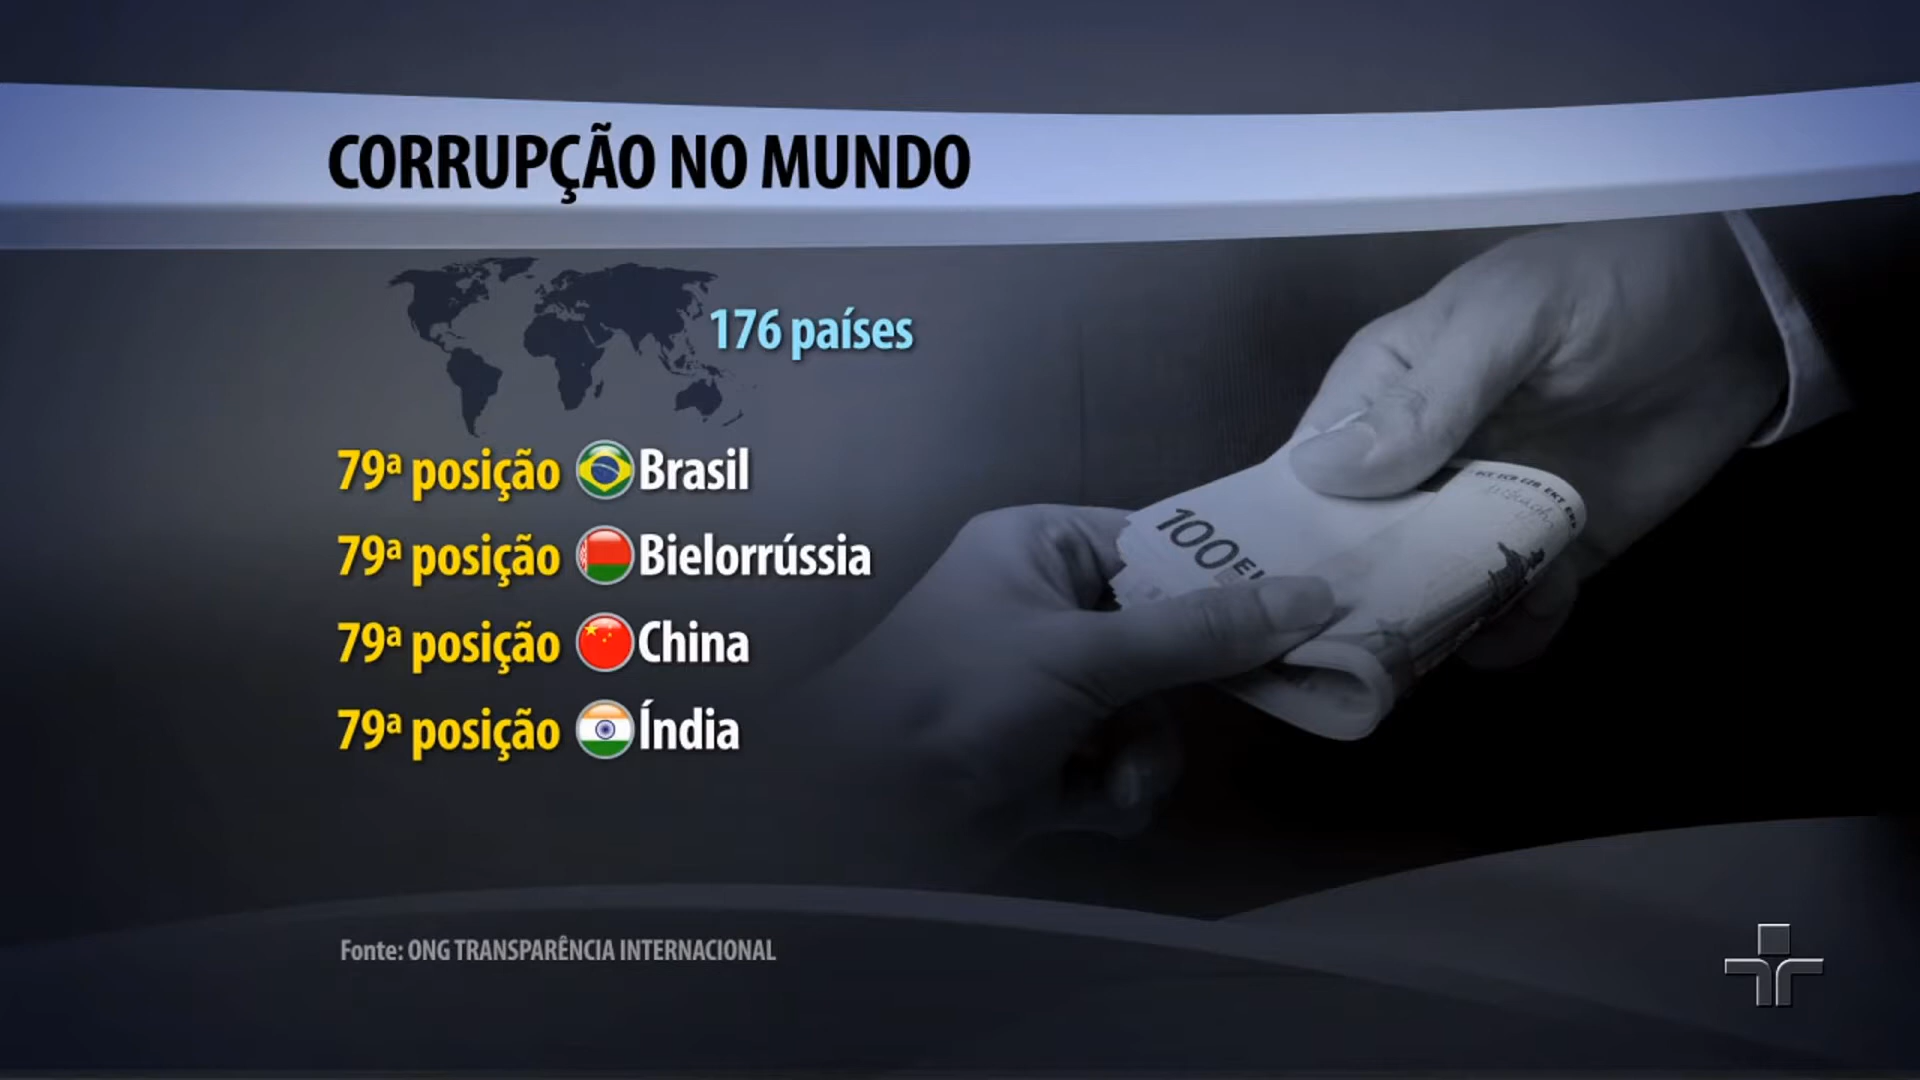 CORRUPÇÃO NO MUNDO
176 países
79ª posição Brasil
79ª posição Bielorrússia
79ª posição China
79ª posição Índia
100 EU
Fonte: ONG TRANSPARÊNCIA INTERNACIONAL